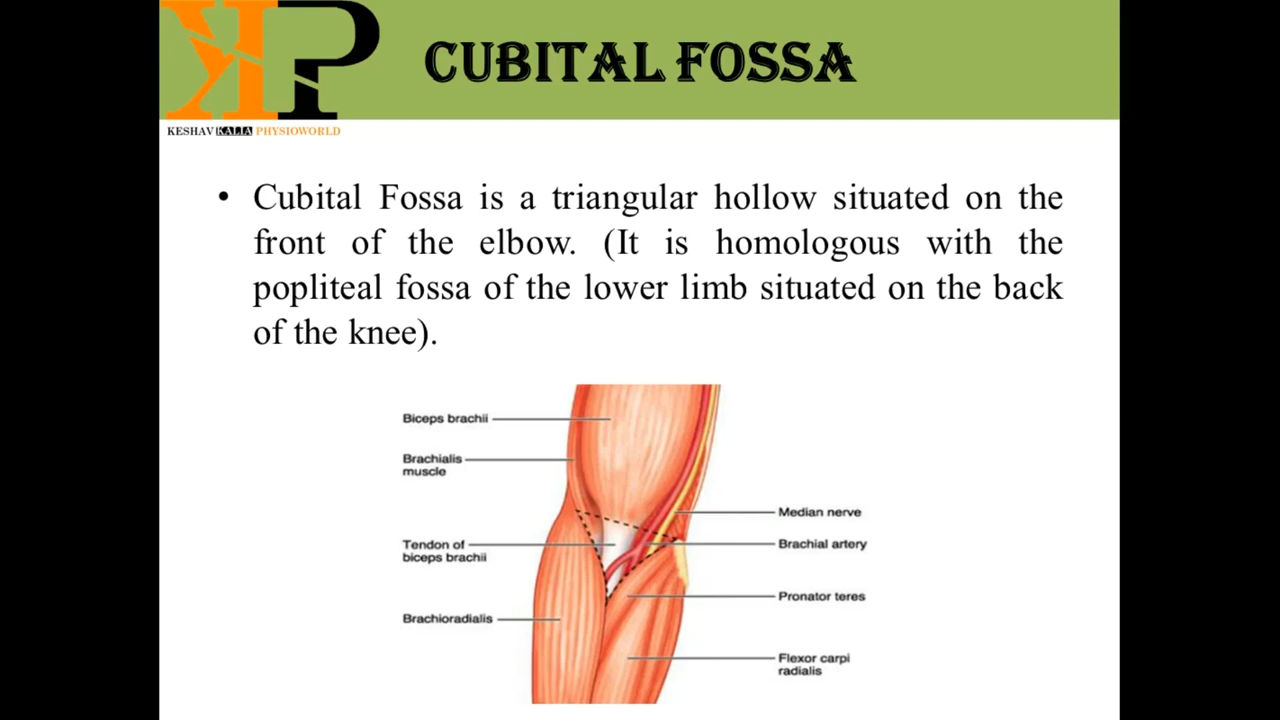 KP
CUBITAL FOSSA
KESHAV KALIA PHYSIOWORLD
• Cubital Fossa is a triangular hollow situated on the
front of the elbow. (It is homologous with the
popliteal fossa of the lower limb situated on the back
of the knee).
Biceps brachii
Brachialis
muscle
Median nerve
Tendon of
biceps brachii
Brachial artery
Pronator teres
Brachioradialis
Flexor carpi
radialis